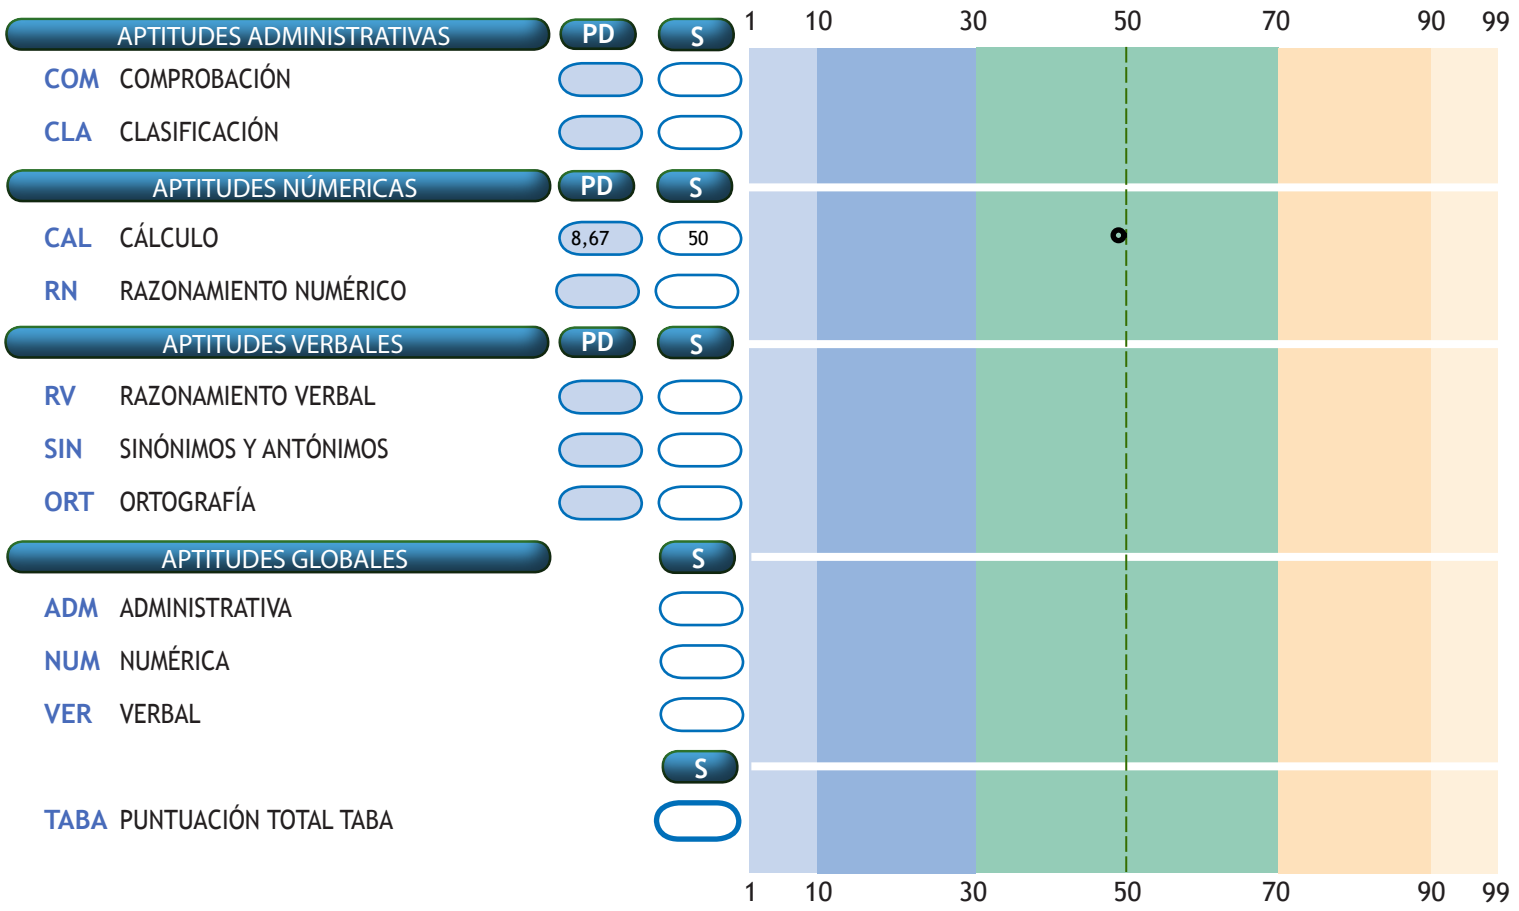 1 10 30 50 70 90 99
APTITUDES ADMINISTRATIVAS PD S
COM COMPROBACIÓN
CLA CLASIFICACIÓN
APTITUDES NÚMERICAS PD S
CAL CÁLCULO 8,67 50
RN RAZONAMIENTO NUMÉRICO
APTITUDES VERBALES PD S
RV RAZONAMIENTO VERBAL
SIN SINÓNIMOS Y ANTÓNIMOS
ORT ORTOGRAFÍA
APTITUDES GLOBALES S
ADM ADMINISTRATIVA
NUM NUMÉRICA
VER VERBAL
S
TABA PUNTUACIÓN TOTAL TABA
1 10 30 50 70 90 99